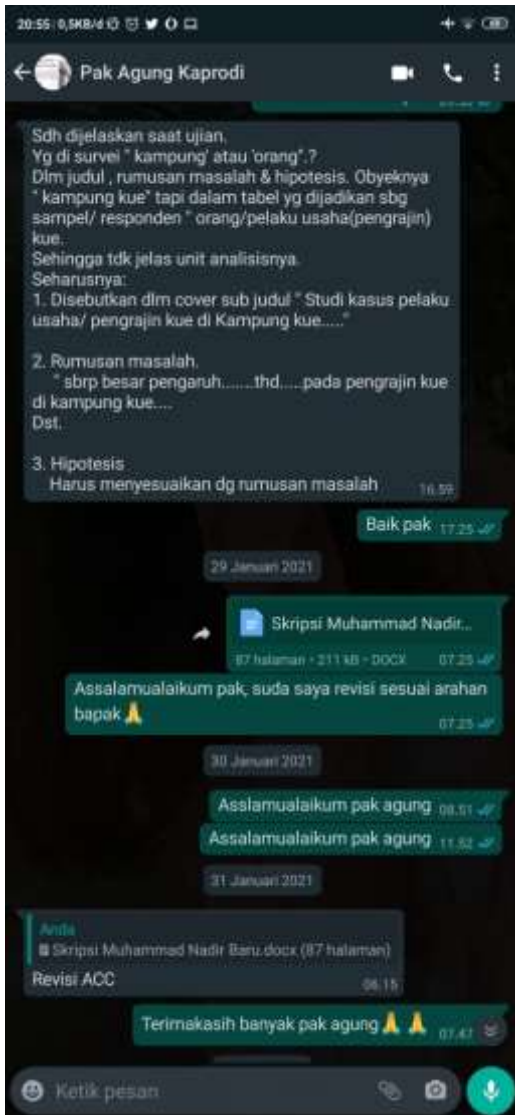 20:55 0,5KB/d
Pak Agung Kaprodi
Sdh dijelaskan saat ujian.
Yg di survei " kampung' atau 'orang".?
Dlm judul , rumusan masalah & hipotesis. Obyeknya
" kampung kue" tapi dalam tabel yg dijadikan sbg
sampel/ responden " orang/pelaku usaha(pengrajin)
kue.
Sehingga tdk jelas unit analisisnya.
Seharusnya:
1. Disebutkan dlm cover sub judul " Studi kasus pelaku
usaha/ pengrajin kue di Kampung kue....."
2. Rumusan masalah.
" sbrp besar pengaruh.......thd.....pada pengrajin kue
di kampung kue....
Dst.
3. Hipotesis
Harus menyesuaikan dg rumusan masalah
16.59
Baik pak 17.25
29 Januari 2021
Skripsi Muhammad Nadir...
87 halaman • 211 kB • DOCX 07.25
Assalamualaikum pak, suda saya revisi sesuai arahan
bapak
07.25
30 Januari 2021
Asslamualaikum pak agung 08.51
Assalamualaikum pak agung 11.52
31 Januari 2021
Anda
Skripsi Muhammad Nadir Baru.docx (87 halaman)
Revisi ACC
06.15
Terimakasih banyak pak agung 07.47
Ketik pesan